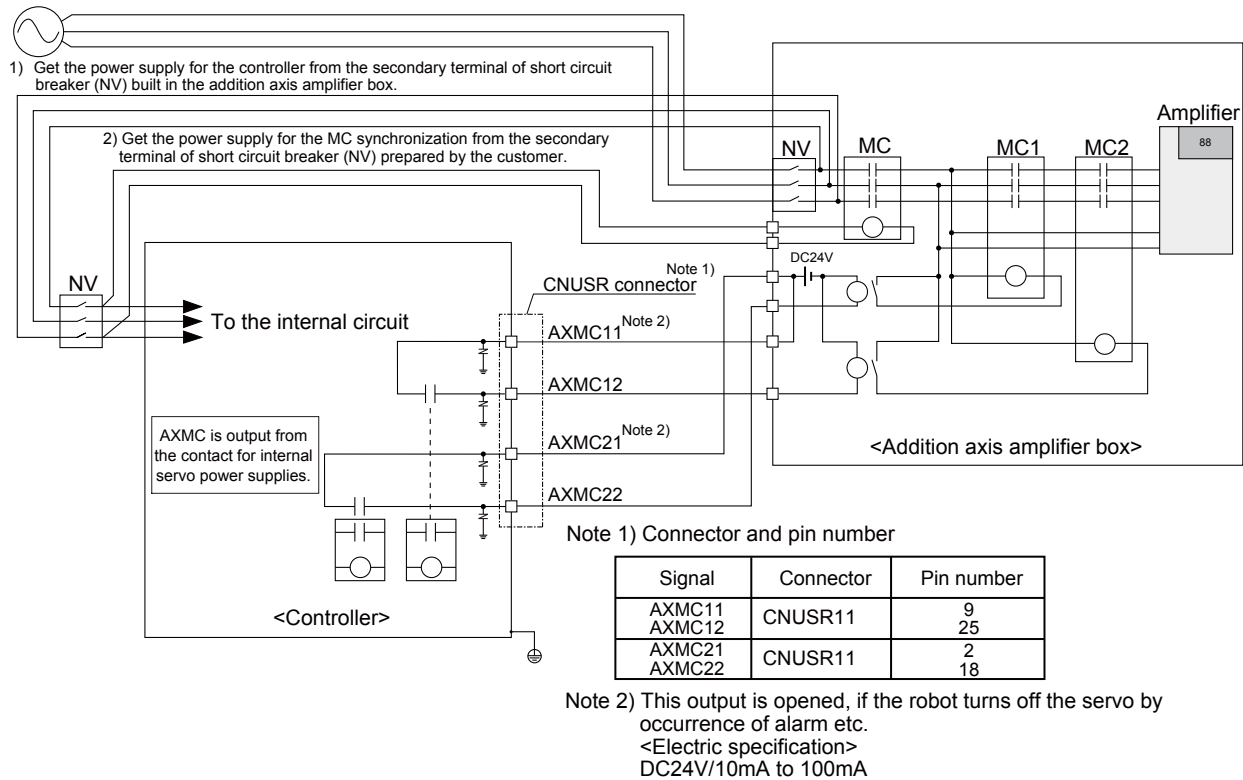 1) Get the power supply for the controller from the secondary terminal of short circuit
breaker (NV) built in the addition axis amplifier box.
2) Get the power supply for the MC synchronization from the secondary
terminal of short circuit breaker (NV) prepared by the customer.
Amplifier
88
NV
MC
MC1
MC2
DC24V
NV
To the internal circuit
CNUSR connector Note 1)
AXMC11 Note 2)
AXMC12
AXMC21 Note 2)
AXMC22
AXMC is output from
the contact for internal
servo power supplies.
<Controller>
<Addition axis amplifier box>
Note 1) Connector and pin number
Signal Connector Pin number
AXMC11 CNUSR11 9
AXMC12 25
AXMC21 CNUSR11 2
AXMC22 18
Note 2) This output is opened, if the robot turns off the servo by
occurrence of alarm etc.
<Electric specification>
DC24V/10mA to 100mA